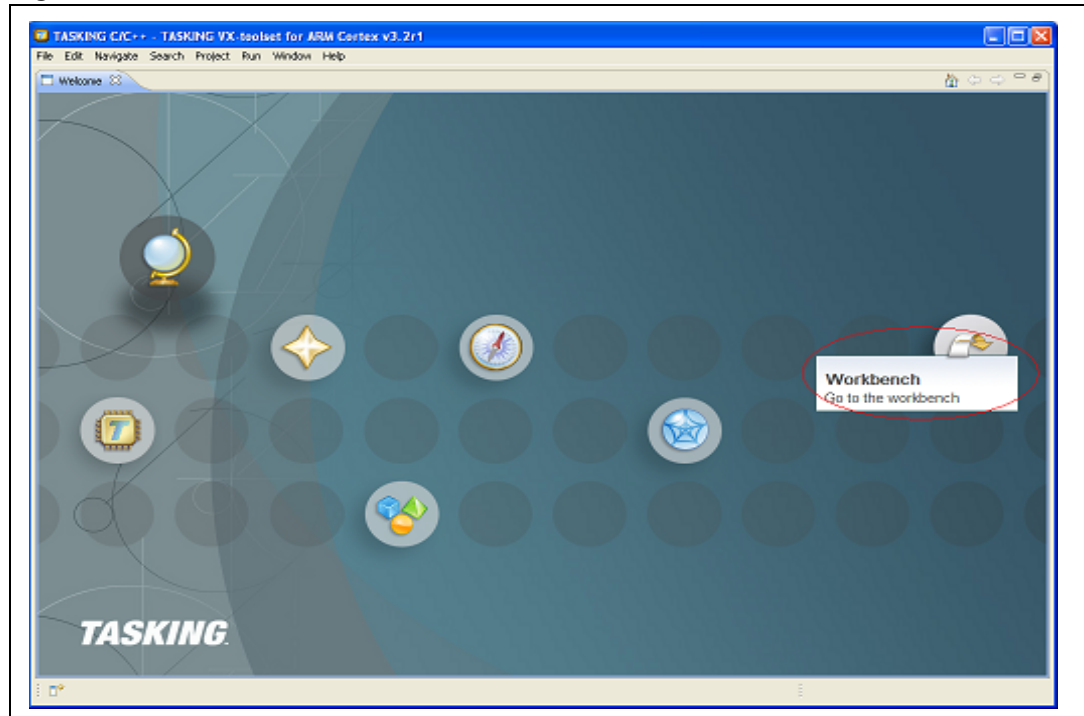 TASKING C/C++ - TASKING VX-toolset for ARM Cortex v3.2r1
File Edit Navigate Search Project Run Window Help
Welcome
T
Workbench
Go to the workbench
TASKING